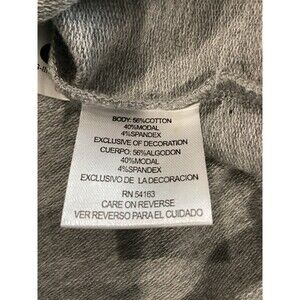 BODY: 56%COTTON
40%MODAL
4%SPANDEX
EXCLUSIVE OF DECORATION
CUERPO: 56%ALGODON
40%MODAL
4%SPANDEX
EXCLUSIVO DE LA DECORACION
RN 54163
CARE ON REVERSE
VER REVERSO PARA EL CUIDADO